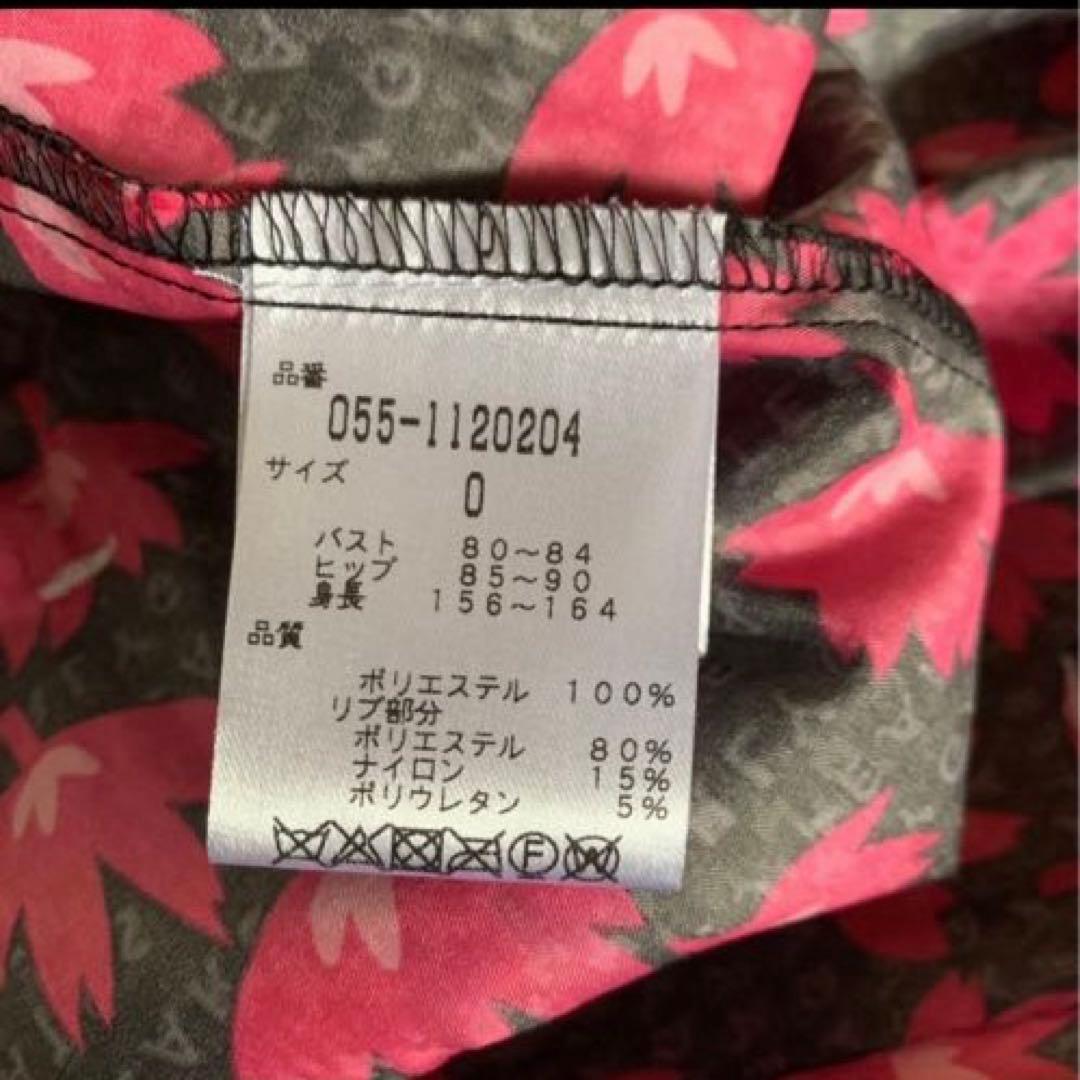 品番
055-1120204
サイズ
0
バスト 80~84
ヒップ 85~90
身長 156~164
品質
ポリエステル 100%
リブ部分
ポリエステル 80%
ナイロン 15%
ポリウレタン 5%
F W